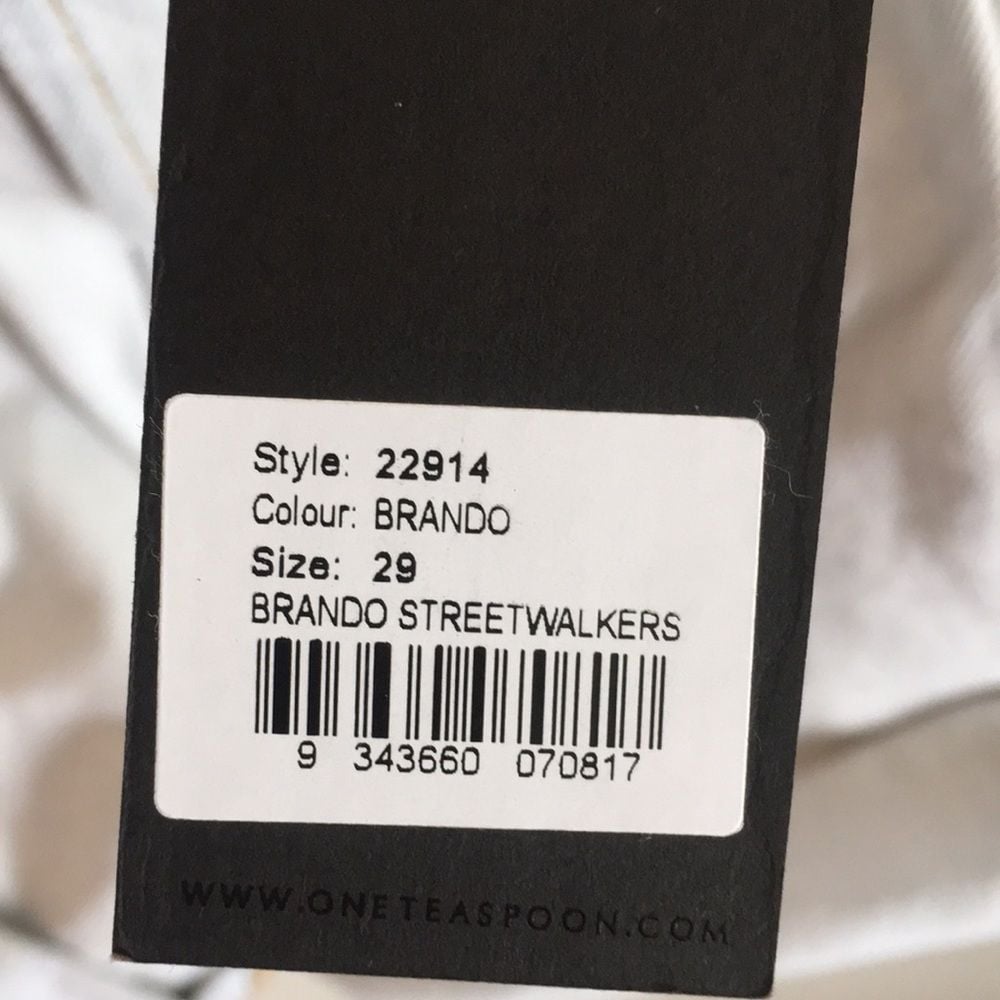 Style: 22914
Colour: BRANDO
Size: 29
BRANDO STREETWALKERS
9 343660 070817
WWW.ONETEASPOON.COM